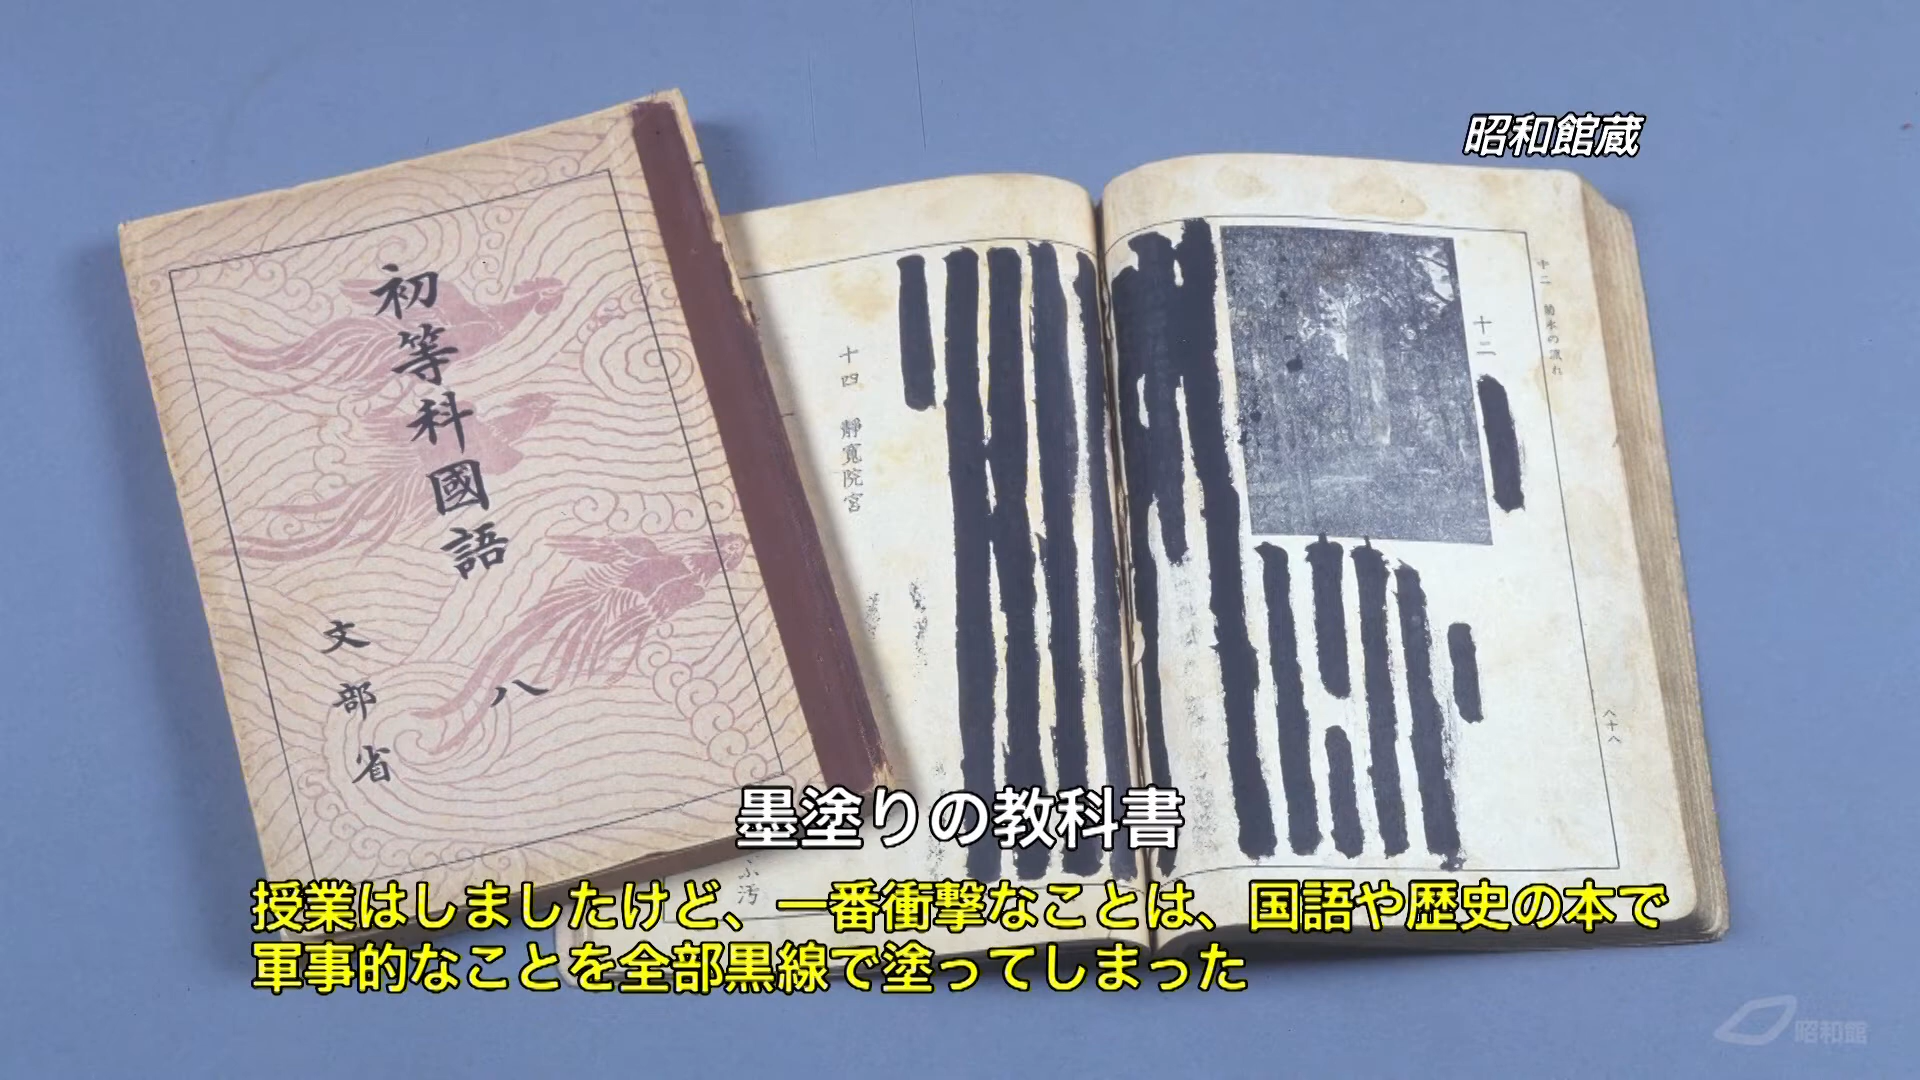 昭和館蔵
初等科國語
八
文部省
十二 菊水の流れ
十二
八十八
十四 靜寬院宮
墨塗りの教科書
授業はしましたけど、一番衝撃なことは、国語や歴史の本で
軍事的なことを全部黒線で塗ってしまった
昭和館